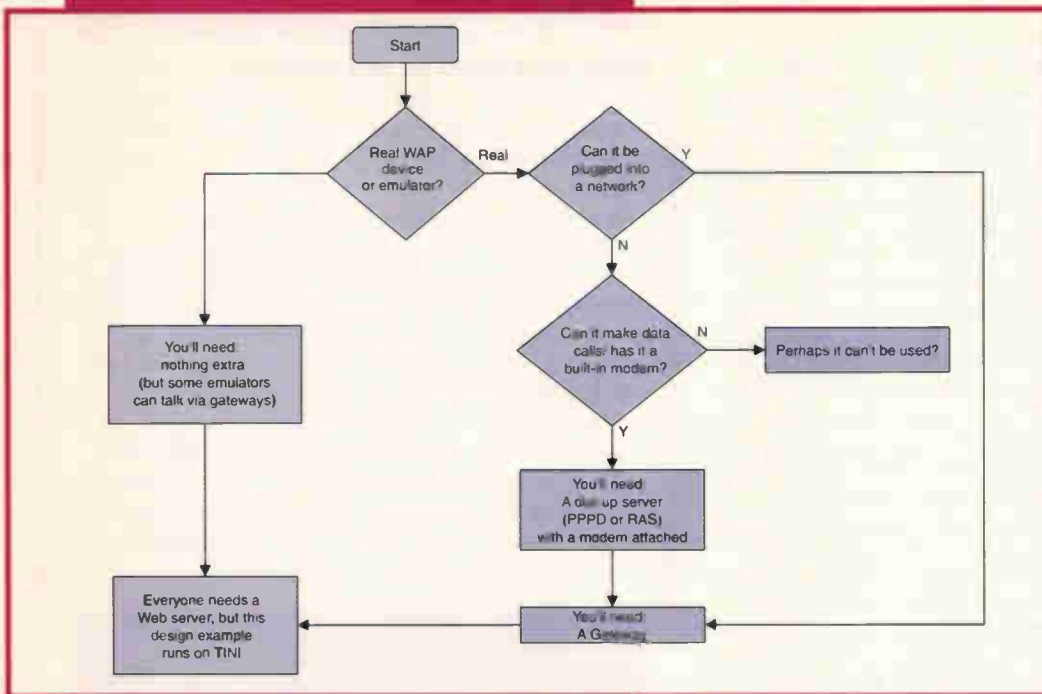 Start
Real WAP
device
or emulator?
Real
Can it be
plugged into
a network?
Y
N
Can it make data
calls/ has it a
built-in modem?
N
Perhaps it can't be used?
Y
You'll need:
nothing extra
(but some emulators
can talk via gateways)
You'll need:
A dial up server
(PPPD or RAS)
with a modem attached
You'll need:
A Gateway
Everyone needs a
Web server, but this
design example
runs on TINI